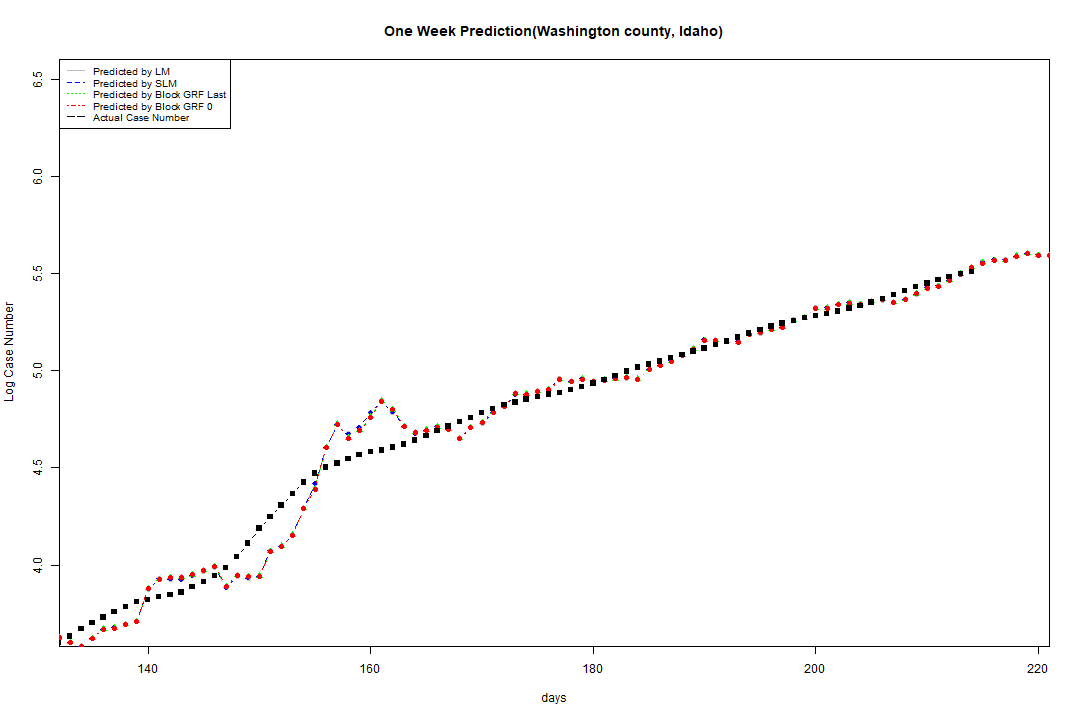 One Week Prediction(Washington county, Idaho)
Predicted by LM
Predicted by SLM
Predicted by Block GRF Last
Predicted by Block GRF 0
Actual Case Number
6.5
6.0
5.5
5.0
4.5
4.0
Log Case Number
140 160 180 200 220
days